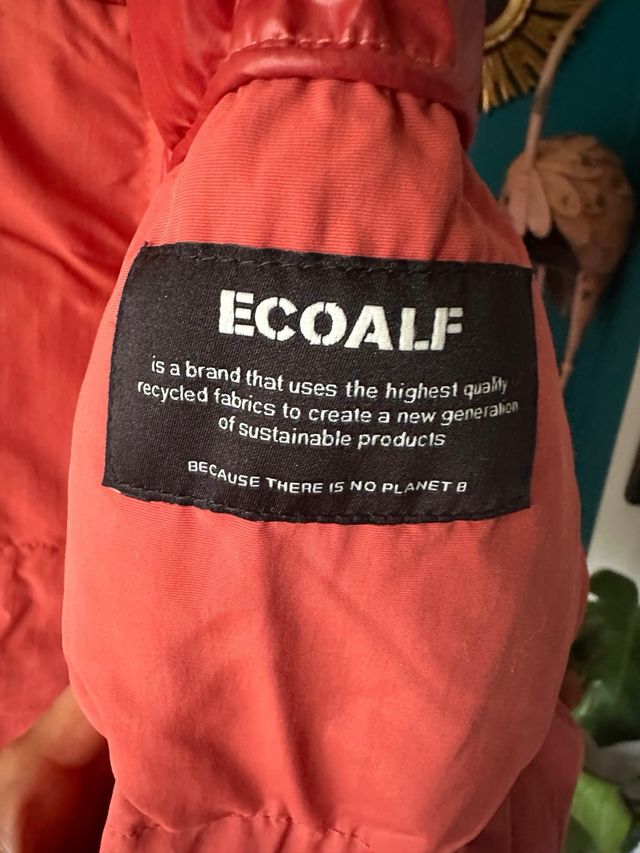 ECOALF
is a brand that uses the highest quality
recycled fabrics to create a new generation
of sustainable products
BECAUSE THERE IS NO PLANET B